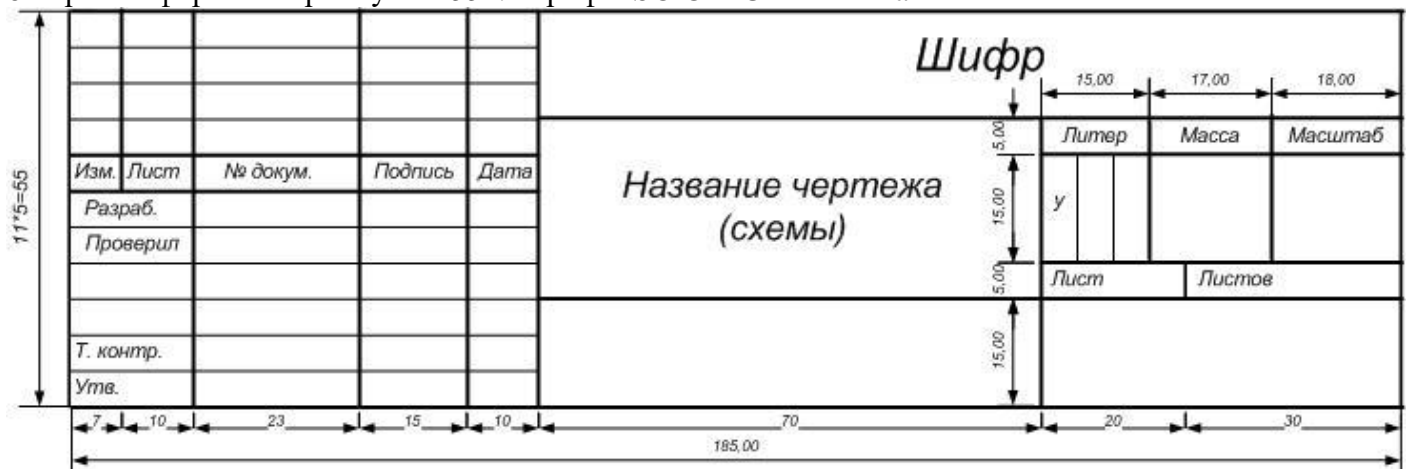 Шифр
15,00 17,00 18,00
5,00 Литер Масса Масштаб
11*5=55
Изм. Лист № докум. Подпись Дата
Название чертежа
(схемы)
15,00
у
Разраб.
Проверил
5,00 Лист Листов
15,00
Т. контр.
Утв.
7 10 23 15 10 70 20 30
185,00